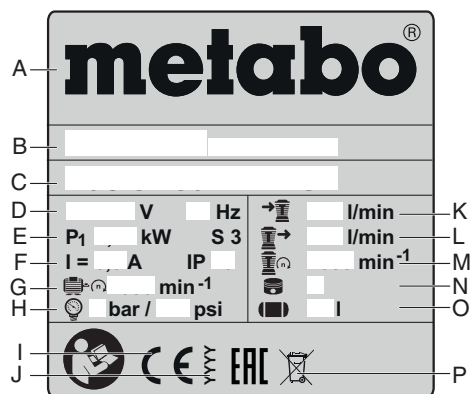 metabo®
A
B
C
D V Hz
E P1 kW S 3
F I = A IP
G n min-1
H bar / psi
I
J
l/min K
l/min L
n min-1 M
N
l O
CE EAC P